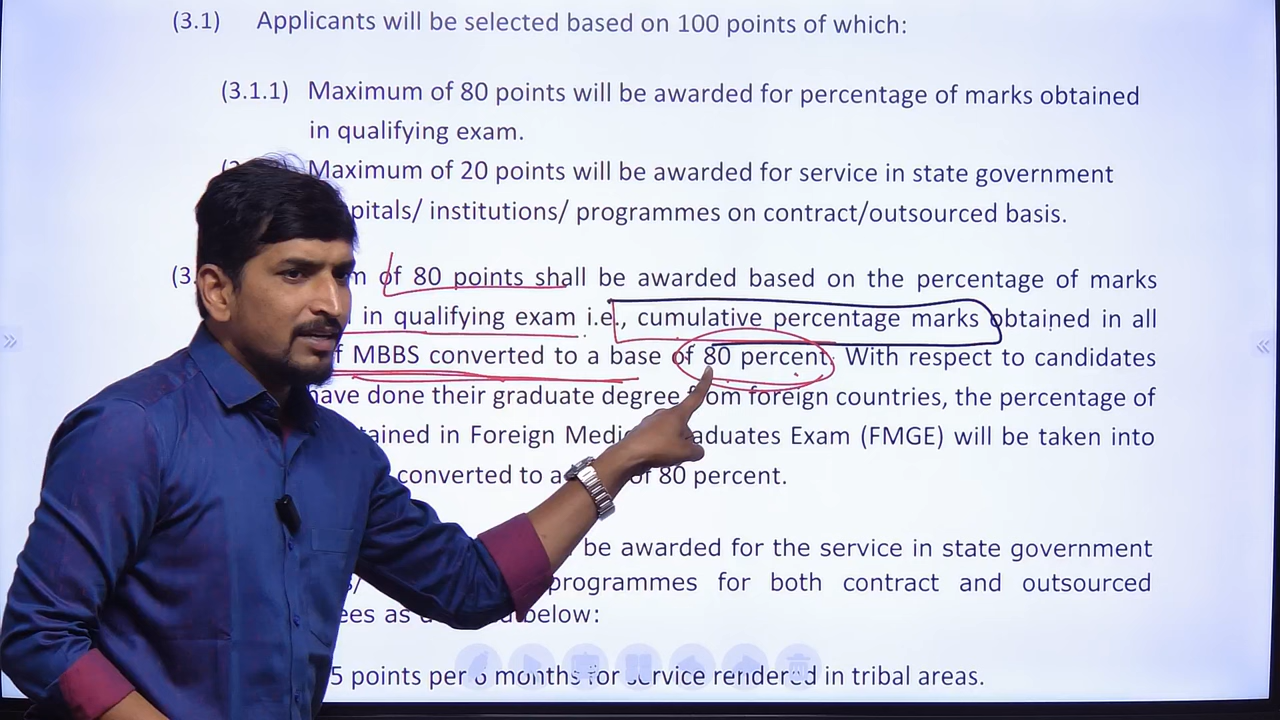 (3.1) Applicants will be selected based on 100 points of which:
(3.1.1) Maximum of 80 points will be awarded for percentage of marks obtained
in qualifying exam.
Maximum of 20 points will be awarded for service in state government
pitals/ institutions/ programmes on contract/outsourced basis.
(3. m of 80 points shall be awarded based on the percentage of marks
in qualifying exam i.e., cumulative percentage marks obtained in all
f MBBS converted to a base of 80 percent. With respect to candidates
have done their graduate degree from foreign countries, the percentage of
tained in Foreign Medic aduates Exam (FMGE) will be taken into
converted to a of 80 percent.
be awarded for the service in state government
s/ programmes for both contract and outsourced
ees as below:
5 points per 6 months for service rendered in tribal areas.